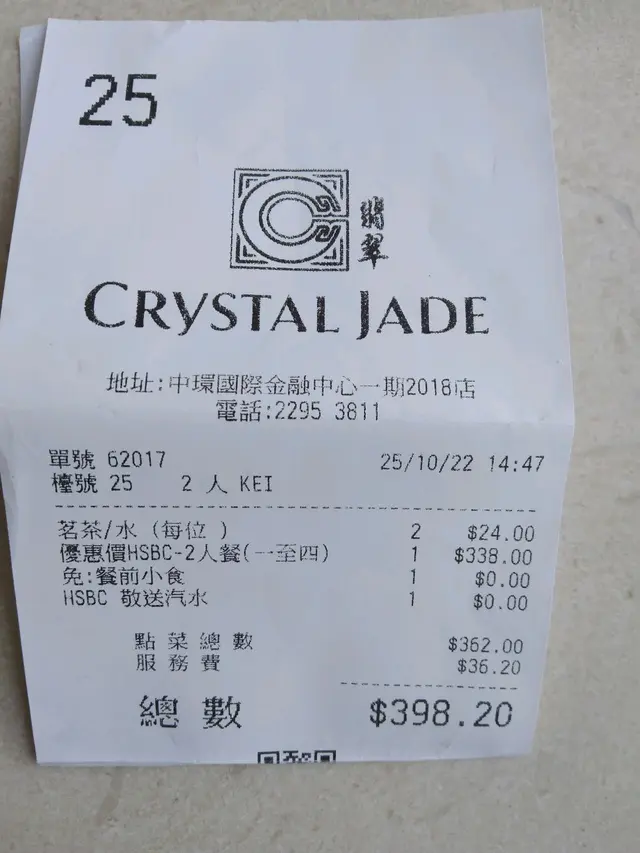 25
翡
翠
CRYSTAL JADE
地址:中環國際金融中心一期2018店
電話:2295 3811
單號 62017 25/10/22 14:47
檯號 25 2 人 KEI
茗茶/水 (每位 ) 2 $24.00
優惠價HSBC-2人餐(一至四) 1 $338.00
免:餐前小食 1 $0.00
HSBC 敬送汽水 1 $0.00
點菜總數 $362.00
服務費 $36.20
總數 $398.20